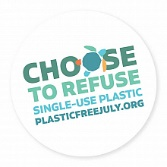 CHOOSE
TO REFUSE
SINGLE-USE PLASTIC
PLASTICFREEJULY.ORG